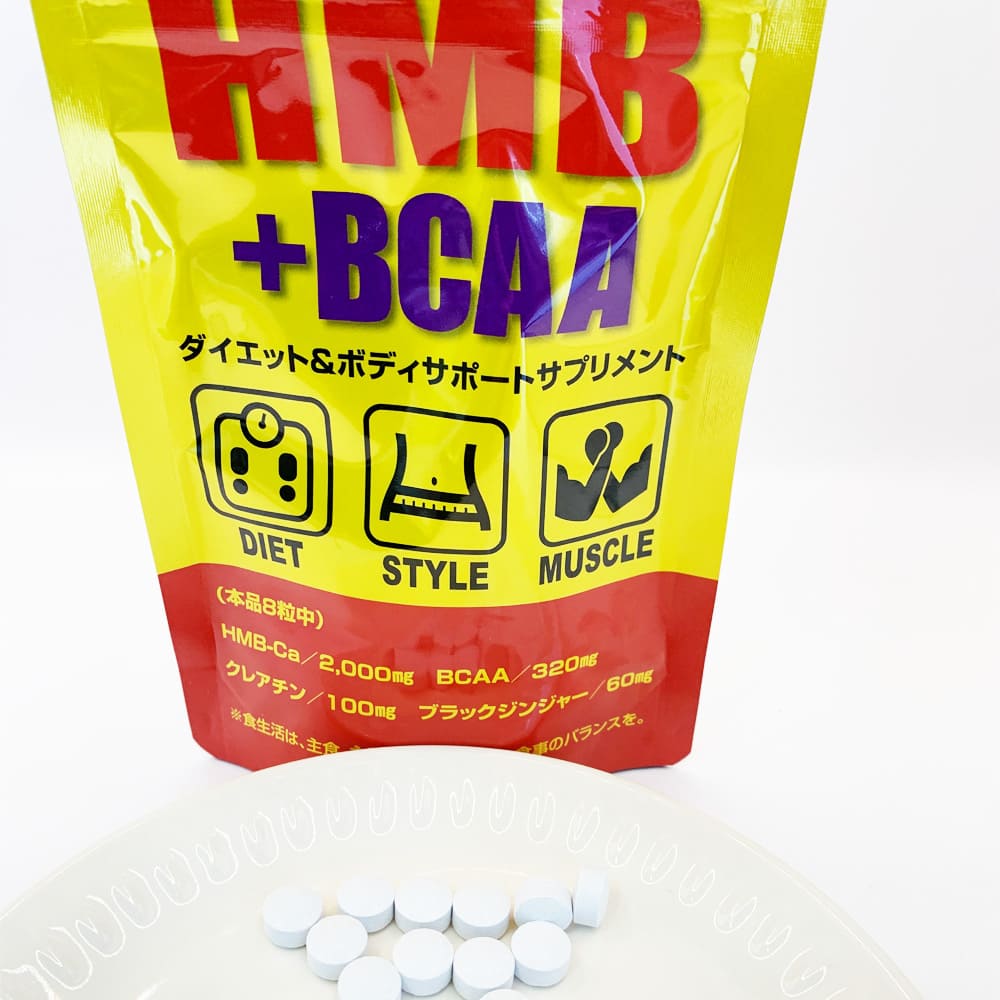 HMB
+BCAA
ダイエット&ボディサポートサプリメント
DIET STYLE MUSCLE
(本品8粒中)
HMB-Ca/2,000㎎ BCAA/320㎎
クレアチン/100㎎ ブラックジンジャー/60㎎
※食生活は、主食、 食事のバランスを。